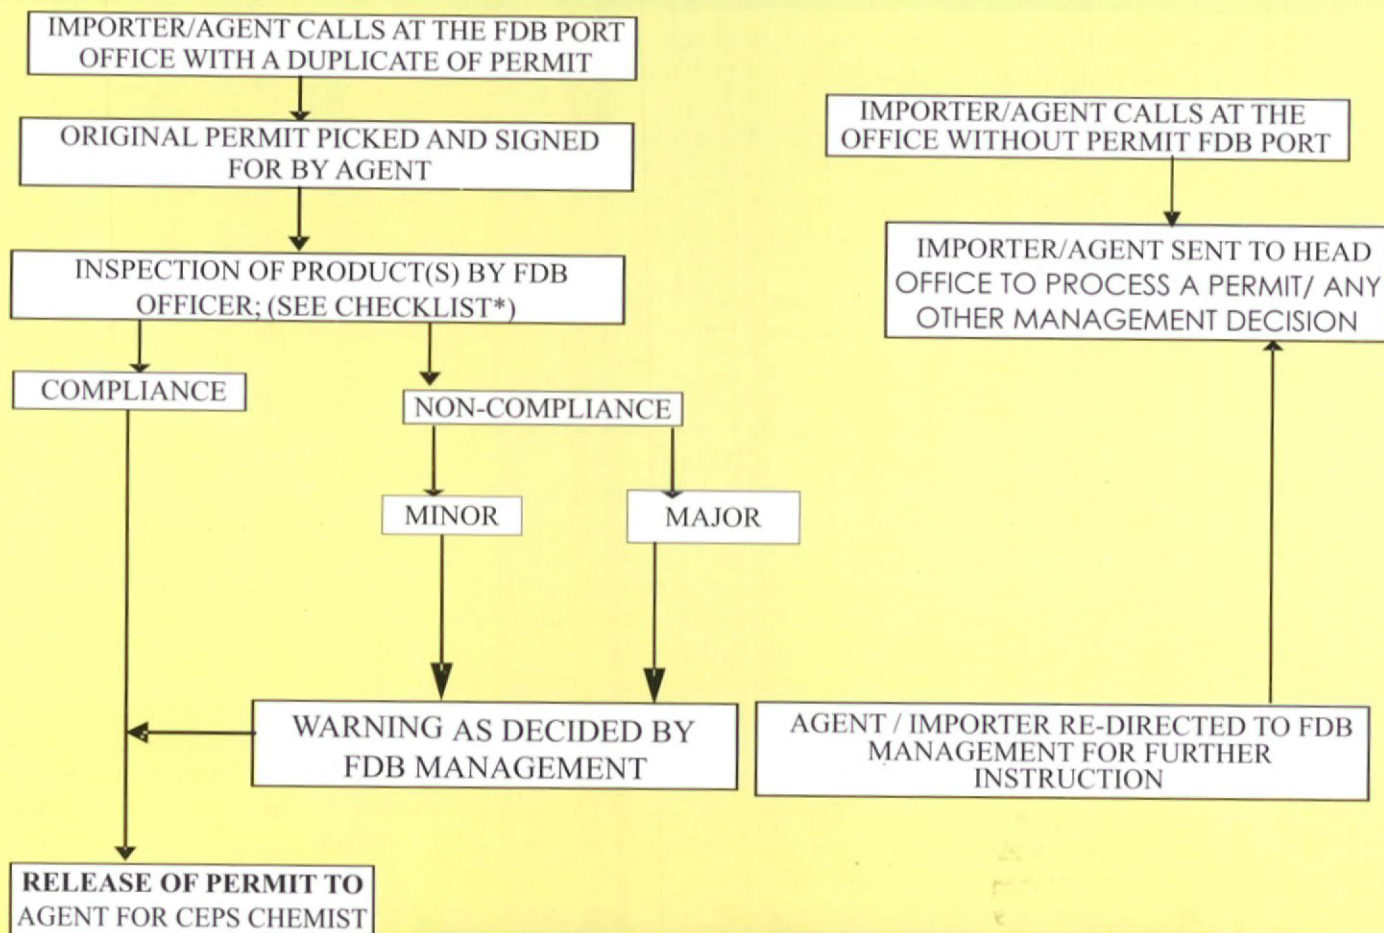 IMPORTER/AGENT CALLS AT THE FDB PORT
OFFICE WITH A DUPLICATE OF PERMIT
ORIGINAL PERMIT PICKED AND SIGNED
FOR BY AGENT
INSPECTION OF PRODUCT(S) BY FDB
OFFICER; (SEE CHECKLIST*)
COMPLIANCE
NON-COMPLIANCE
MINOR
MAJOR
WARNING AS DECIDED BY
FDB MANAGEMENT
RELEASE OF PERMIT TO
AGENT FOR CEPS CHEMIST
IMPORTER/AGENT CALLS AT THE
OFFICE WITHOUT PERMIT FDB PORT
IMPORTER/AGENT SENT TO HEAD
OFFICE TO PROCESS A PERMIT/ ANY
OTHER MANAGEMENT DECISION
AGENT / IMPORTER RE-DIRECTED TO FDB
MANAGEMENT FOR FURTHER
INSTRUCTION